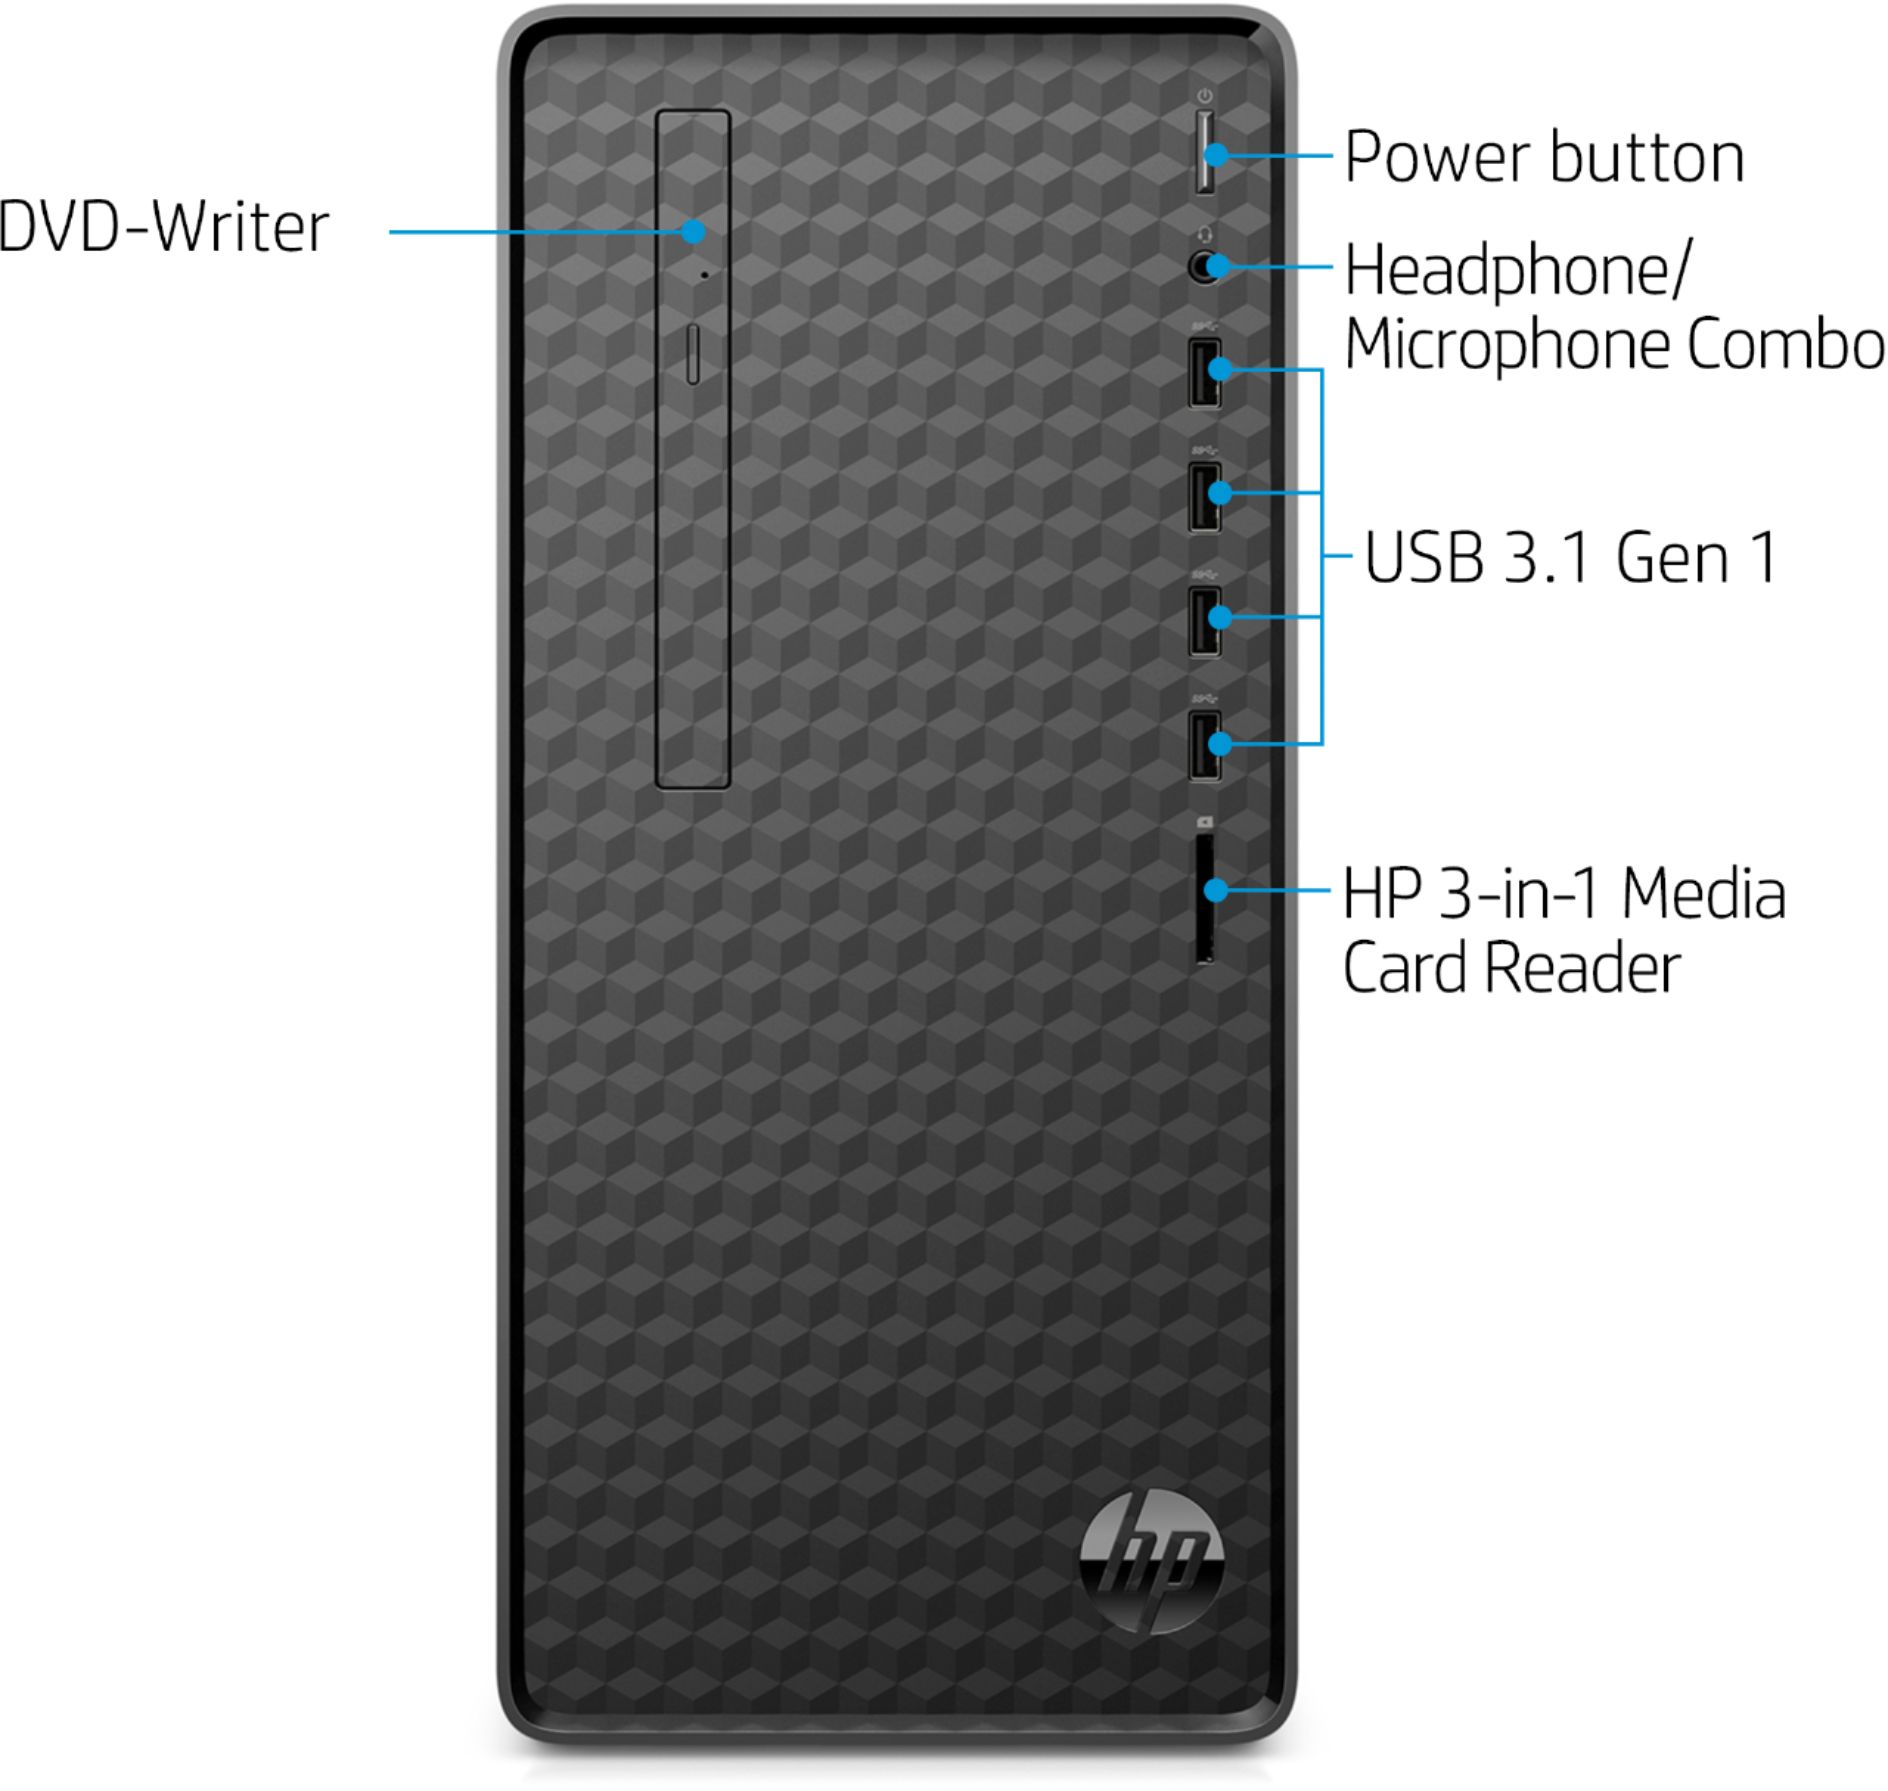 DVD-Writer
Power button
Headphone/
Microphone Combo
USB 3.1 Gen 1
HP 3-in-1 Media
Card Reader
hp